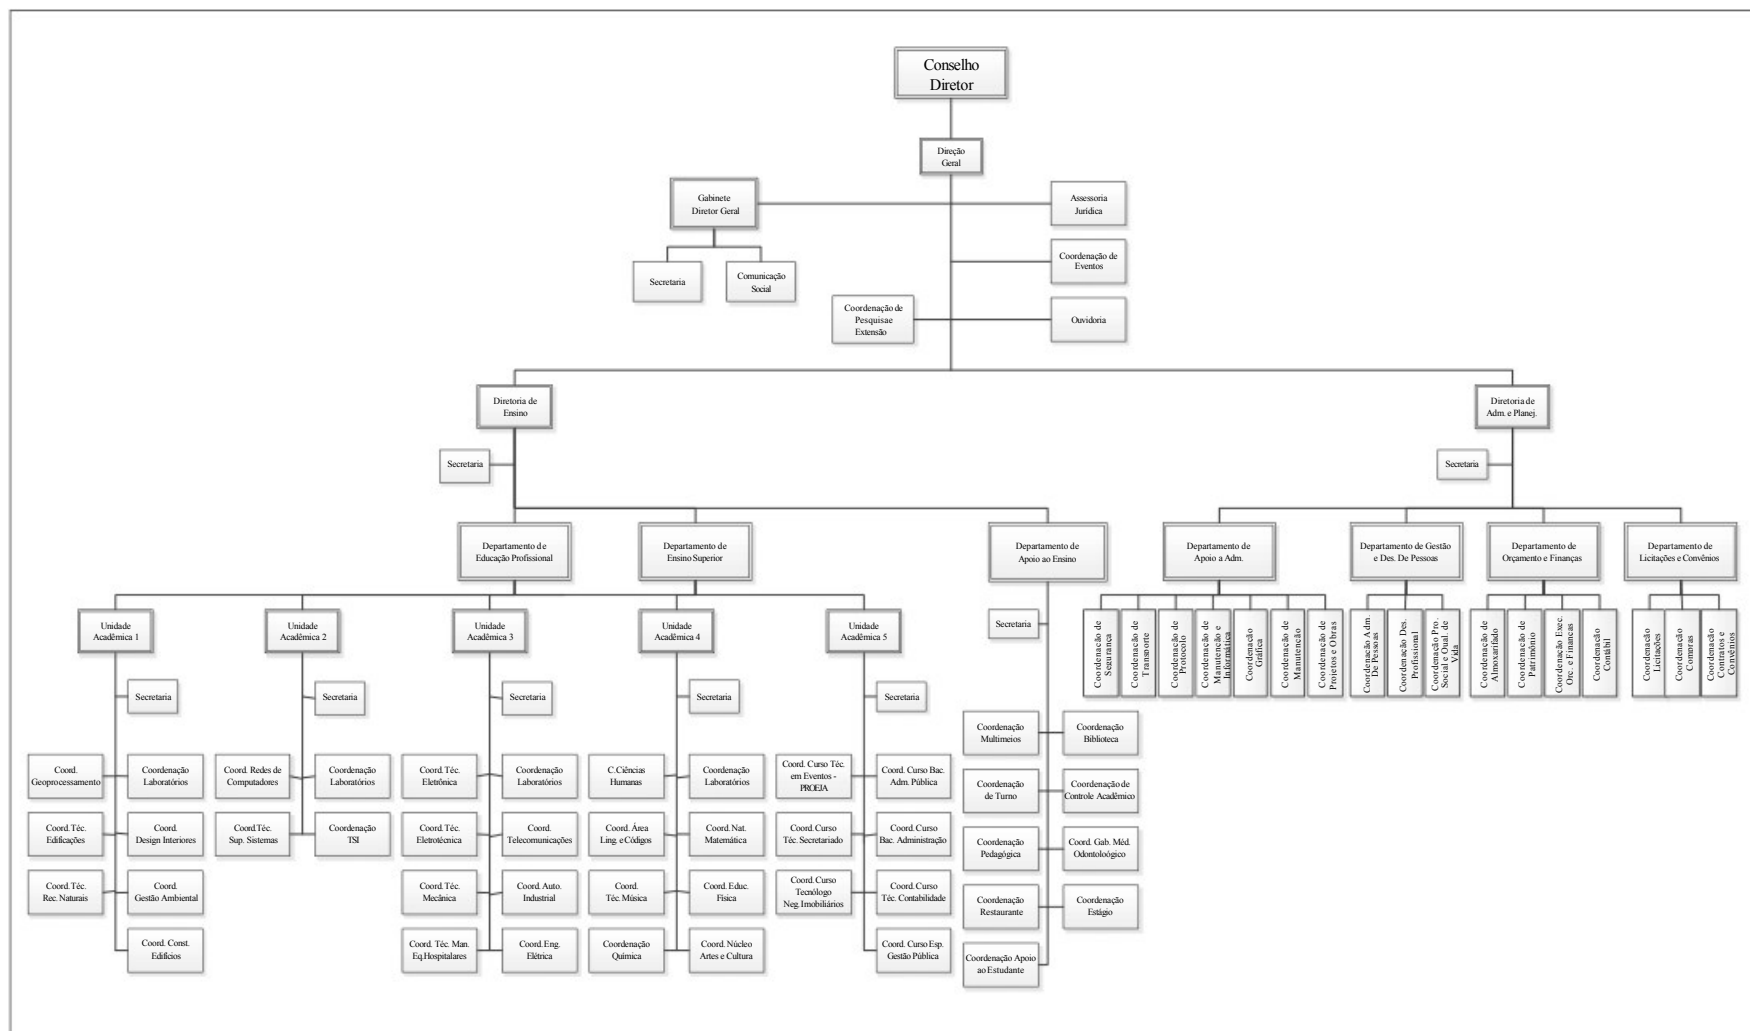 Conselho
Diretor
Direção
Geral
Gabinete
Diretor Geral
Assessoria
Jurídica
Secretaria
Comunicação
Social
Coordenação de
Eventos
Coordenação de
Pesquisa e
Extensão
Ouvidoria
Diretoria de
Ensino
Diretoria de
Adm. e Planej.
Secretaria
Secretaria
Departamento de
Educação Profissional
Departamento de
Ensino Superior
Departamento de
Apoio ao Ensino
Departamento de
Apoio a Adm.
Departamento de Gestão
e Des. De Pessoas
Departamento de
Orçamento e Finanças
Departamento de
Licitações e Convênios
Unidade
Acadêmica 1
Unidade
Acadêmica 2
Unidade
Acadêmica 3
Unidade
Acadêmica 4
Unidade
Acadêmica 5
Secretaria
Coordenação de
Segurança
Coordenação de
Transporte
Coordenação de
Protocolo
Coordenação de
Manutenção e
Informática
Coordenação
Gráfica
Coordenação de
Manutenção
Coordenação de
Projetos e Obras
Coordenação Adm.
De Pessoas
Coordenação Des.
Profissional
Coordenação Pro.
Social e Qual. de
Vida
Coordenação de
Almoxarifado
Coordenação de
Patrimônio
Coordenação Exec.
Orc. e Finanças
Coordenação
Contábil
Coordenação
Licitações
Coordenação
Compras
Coordenação
Contratos e
Convênios
Secretaria
Secretaria
Secretaria
Secretaria
Secretaria
Coord.
Geoprocessamento
Coordenação
Laboratórios
Coord. Téc.
Edificações
Coord.
Design Interiores
Coord. Téc.
Rec. Naturais
Coord.
Gestão Ambiental
Coord. Const.
Edifícios
Coord. Redes de
Computadores
Coordenação
Laboratórios
Coord. Téc.
Sup. Sistemas
Coordenação
TSI
Coord. Téc.
Eletrônica
Coordenação
Laboratórios
Coord. Téc.
Eletrotécnica
Coord.
Telecomunicações
Coord. Téc.
Mecânica
Coord. Auto.
Industrial
Coord. Téc. Man.
Eq.Hospitalares
Coord. Eng.
Elétrica
C.Ciências
Humanas
Coordenação
Laboratórios
Coord. Área
Ling. e Códigos
Coord. Nat.
Matemática
Coord.
Téc. Música
Coord. Educ.
Física
Coordenação
Química
Coord. Núcleo
Artes e Cultura
Coord. Curso Téc.
em Eventos -
PROEJA
Coord. Curso Bac.
Adm. Pública
Coord. Curso
Téc. Secretariado
Coord. Curso
Bac. Administração
Coord. Curso
Tecnólogo
Neg. Imobiliários
Coord. Curso
Téc. Contabilidade
Coord. Curso Esp.
Gestão Pública
Coordenação
Multimeios
Coordenação
Biblioteca
Coordenação
de Turno
Coordenação de
Controle Acadêmico
Coordenação
Pedagógica
Coord. Gab. Méd.
Odontoloógico
Coordenação
Restaurante
Coordenação
Estágio
Coordenação Apoio
ao Estudante